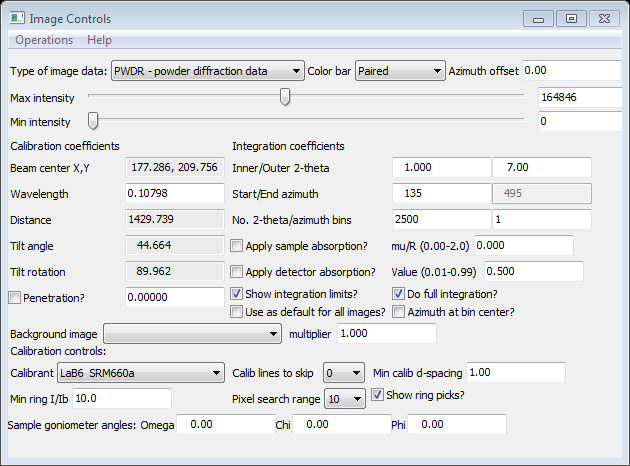 Image Controls
Operations Help
Type of image data: PWDR - powder diffraction data Color bar Paired Azimuth offset 0.00
Max intensity 164846
Min intensity 0
Calibration coefficients Integration coefficients
Beam center X,Y 177.286, 209.756 Inner/Outer 2-theta 1.000 7.00
Wavelength 0.10798 Start/End azimuth 135 495
Distance 1429.739 No. 2-theta/azimuth bins 2500 1
Tilt angle 44.664 Apply sample absorption? mu/R (0.00-2.0) 0.000
Tilt rotation 89.962 Apply detector absorption? Value (0.01-0.99) 0.500
Penetration? 0.00000 Show integration limits? Do full integration?
Use as default for all images? Azimuth at bin center?
Background image multiplier 1.000
Calibration controls:
Calibrant LaB6 SRM660a Calib lines to skip 0 Min calib d-spacing 1.00
Min ring I/Ib 10.0 Pixel search range 10 Show ring picks?
Sample goniometer angles: Omega 0.00 Chi 0.00 Phi 0.00